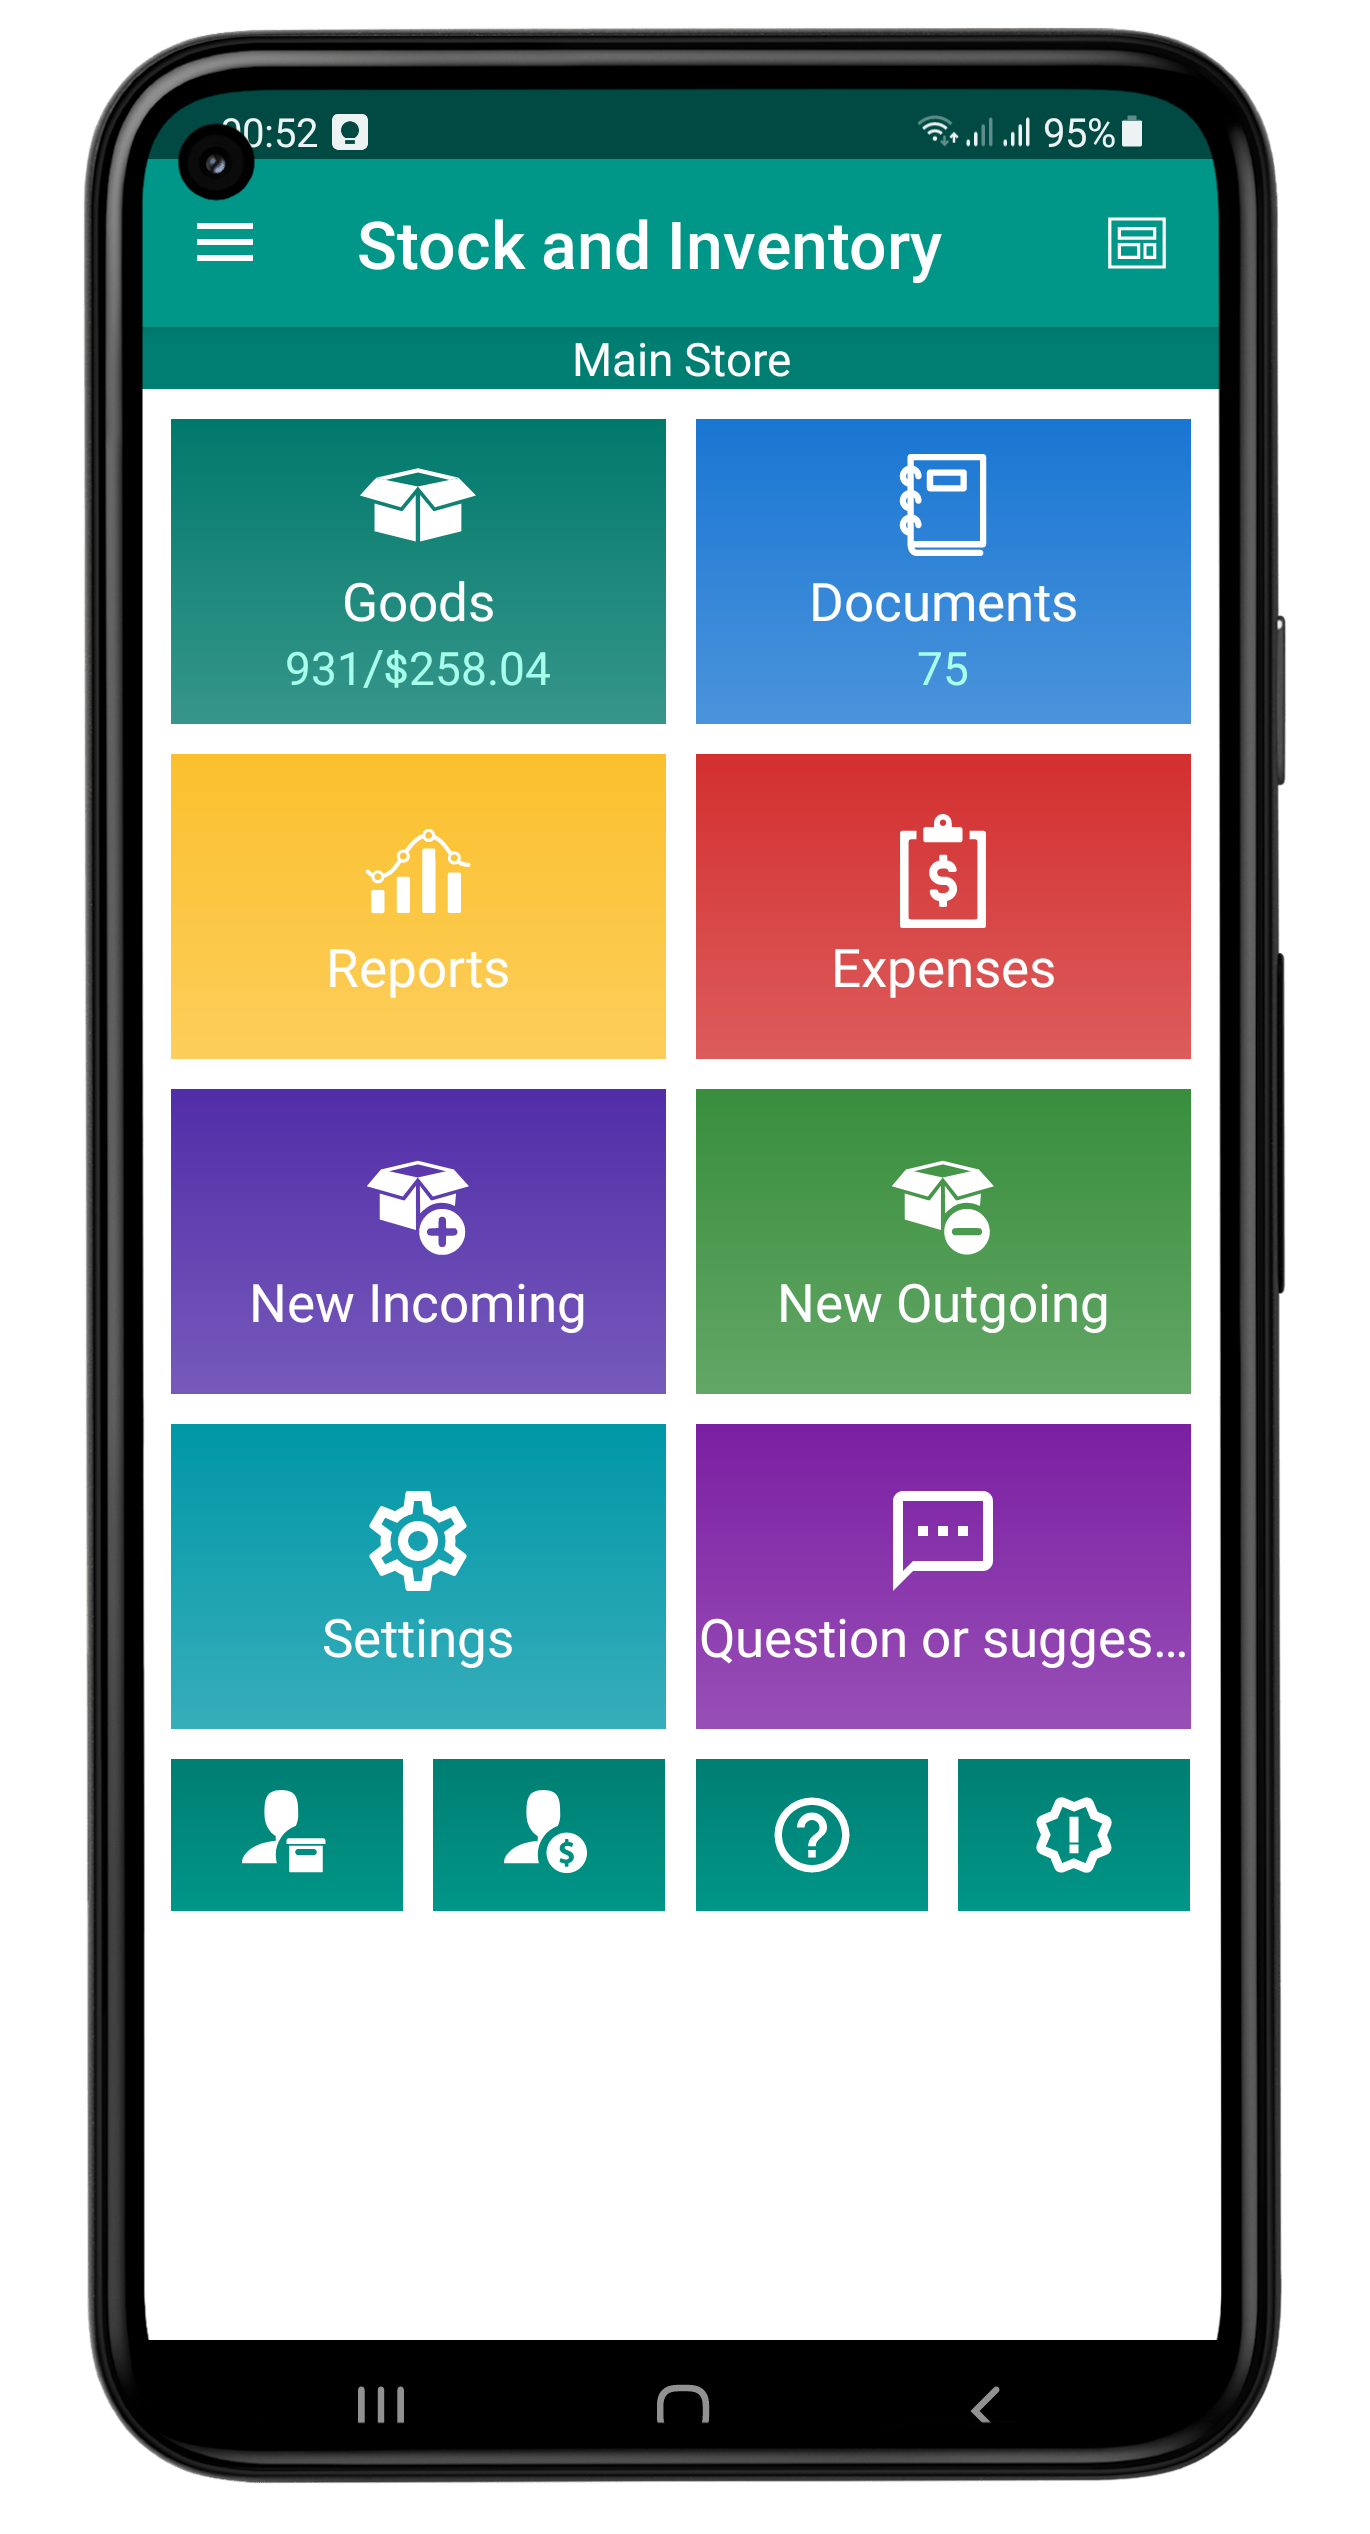 00:52 95%
Stock and Inventory
Main Store
Goods Documents
931/$258.04 75
Reports Expenses
New Incoming New Outgoing
Settings Question or sugges...